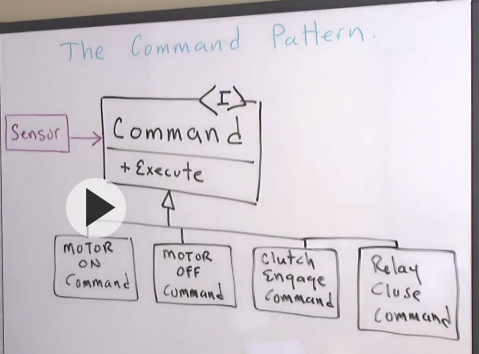 The Command Pattern.
<I>
Sensor
Command
+ Execute
MOTOR
ON
Command
MOTOR
OFF
Command
Clutch
Engage
Command
Relay
Close
Command